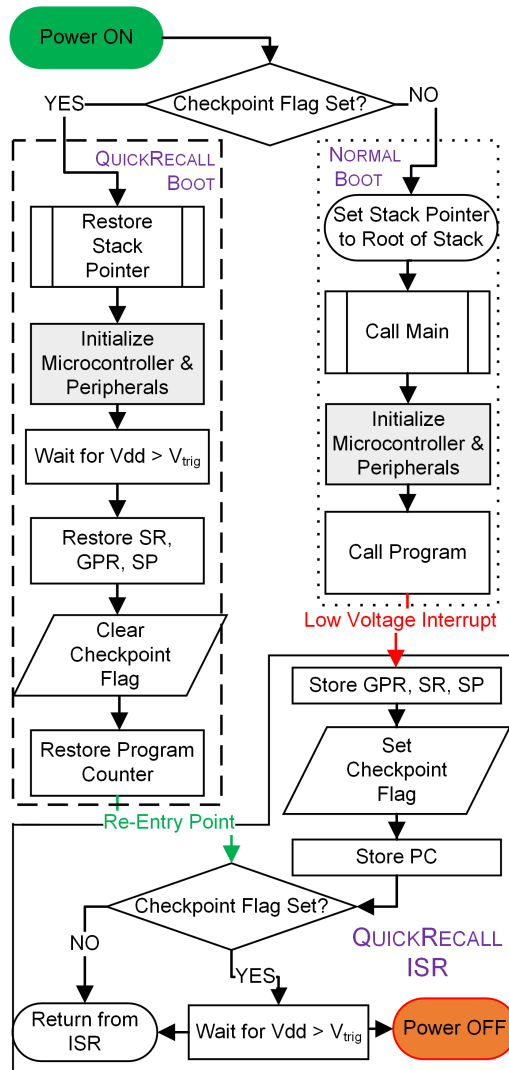 Power ON
Checkpoint Flag Set?
YES
NO
QUICKRECALL
BOOT
Restore
Stack
Pointer
Initialize
Microcontroller &
Peripherals
Wait for Vdd > Vtrig
Restore SR,
GPR, SP
Clear
Checkpoint
Flag
Restore Program
Counter
Re-Entry Point
NORMAL
BOOT
Set Stack Pointer
to Root of Stack
Call Main
Initialize
Microcontroller &
Peripherals
Call Program
Low Voltage Interrupt
Store GPR, SR, SP
Set
Checkpoint
Flag
Store PC
Checkpoint Flag Set?
QUICKRECALL
ISR
NO
YES
Return from
ISR
Wait for Vdd > Vtrig
Power OFF